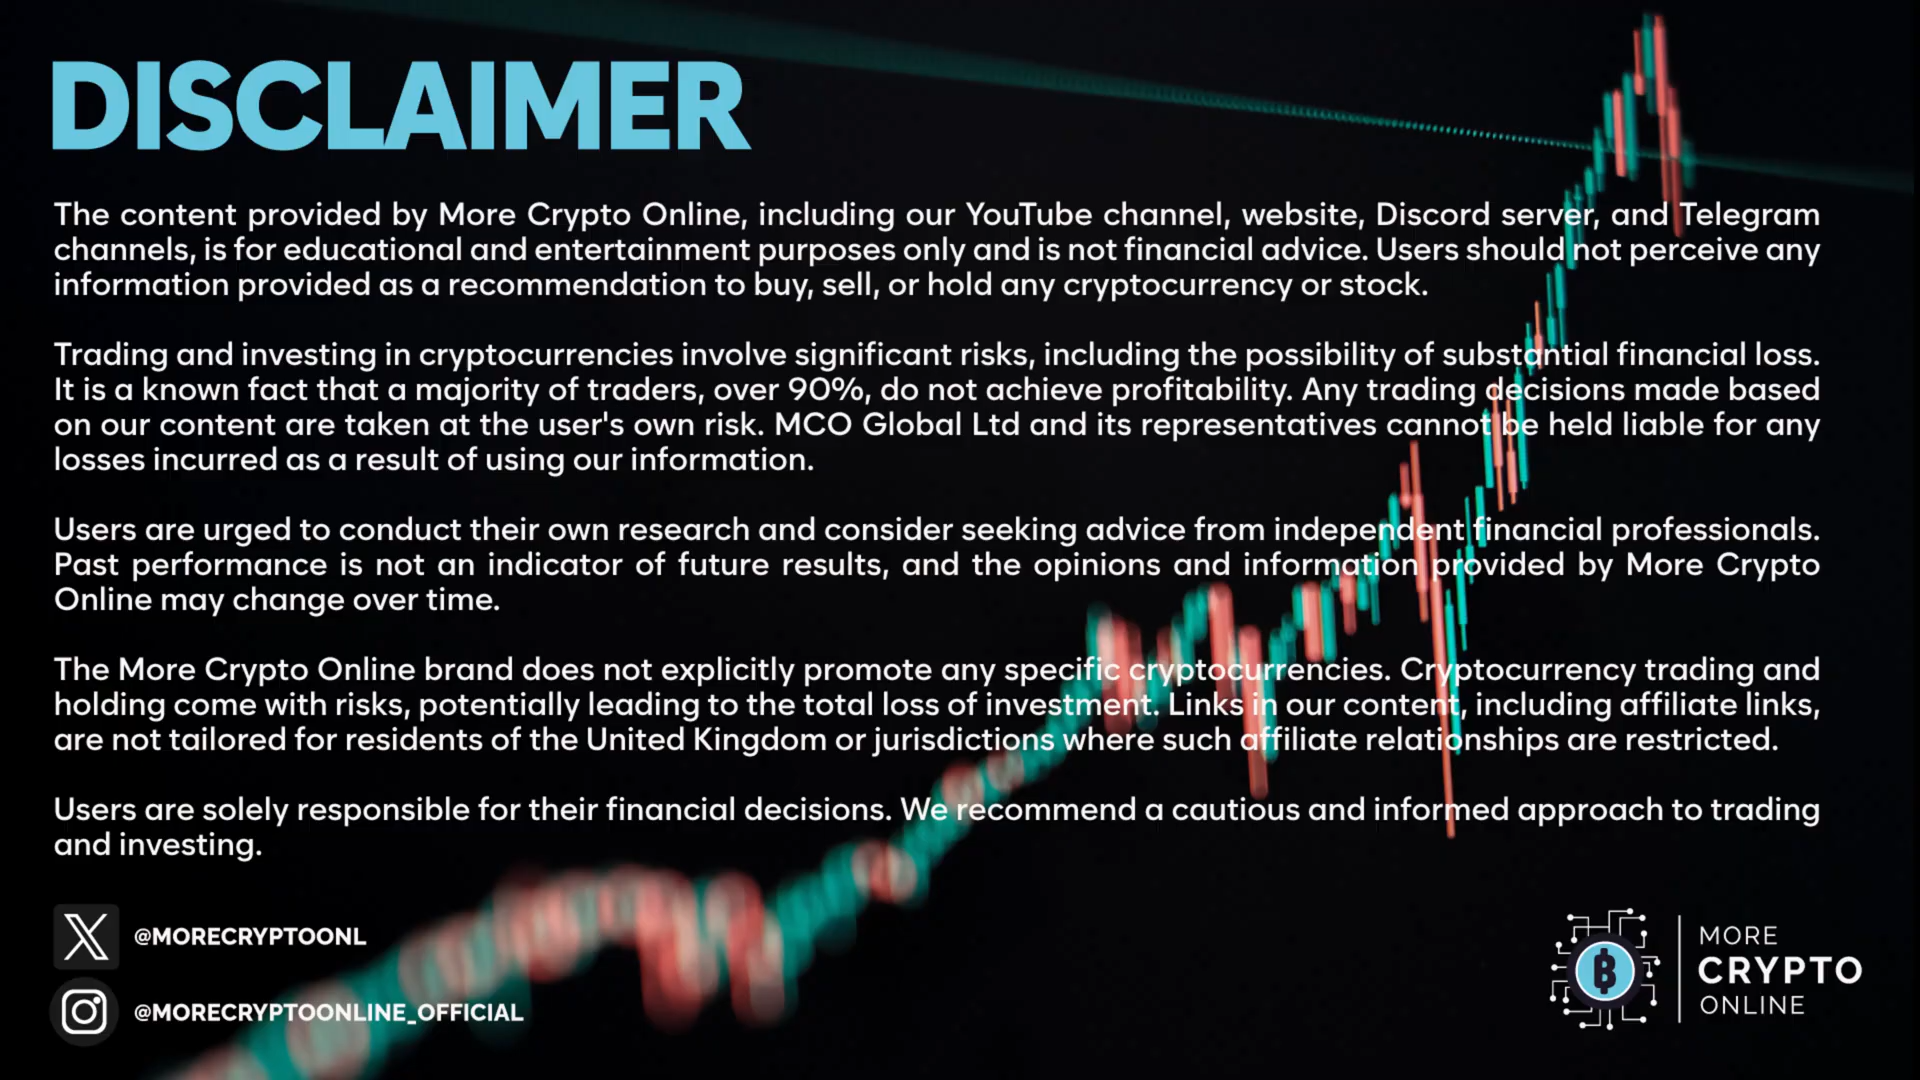 DISCLAIMER
The content provided by More Crypto Online, including our YouTube channel, website, Discord server, and Telegram
channels, is for educational and entertainment purposes only and is not financial advice. Users should not perceive any
information provided as a recommendation to buy, sell, or hold any cryptocurrency or stock.
Trading and investing in cryptocurrencies involve significant risks, including the possibility of substantial financial loss.
It is a known fact that a majority of traders, over 90%, do not achieve profitability. Any trading decisions made based
on our content are taken at the user's own risk. MCO Global Ltd and its representatives cannot be held liable for any
losses incurred as a result of using our information.
Users are urged to conduct their own research and consider seeking advice from independent financial professionals.
Past performance is not an indicator of future results, and the opinions and information provided by More Crypto
Online may change over time.
The More Crypto Online brand does not explicitly promote any specific cryptocurrencies. Cryptocurrency trading and
holding come with risks, potentially leading to the total loss of investment. Links in our content, including affiliate links,
are not tailored for residents of the United Kingdom or jurisdictions where such affiliate relationships are restricted.
Users are solely responsible for their financial decisions. We recommend a cautious and informed approach to trading
and investing.
@MORECRYPTOONL
@MORECRYPTOONLINE_OFFICIAL
MORE
CRYPTO
ONLINE